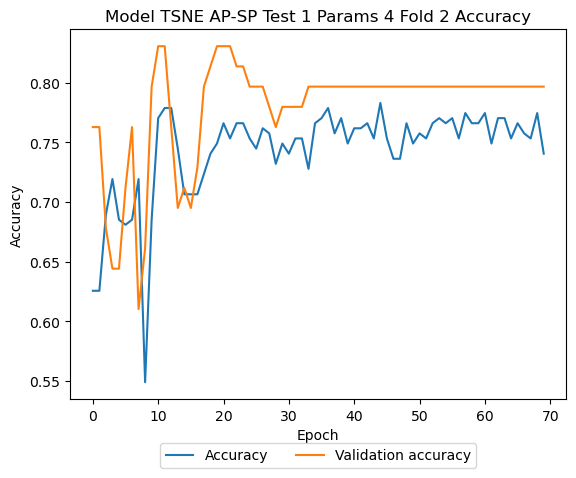 Model TSNE AP-SP Test 1 Params 4 Fold 2 Accuracy
0.80
0.75
0.70
0.65
0.60
0.55
Accuracy
0 10 20 30 40 50 60 70
Epoch
Accuracy Validation accuracy